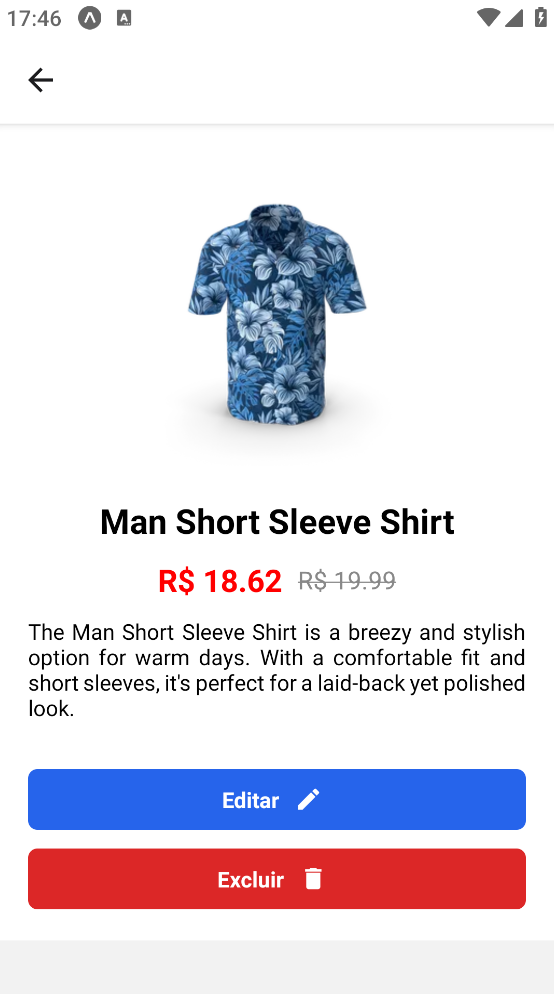 17:46
Man Short Sleeve Shirt
R$ 18.62 R$ 19.99
The Man Short Sleeve Shirt is a breezy and stylish
option for warm days. With a comfortable fit and
short sleeves, it's perfect for a laid-back yet polished
look.
Editar
Excluir